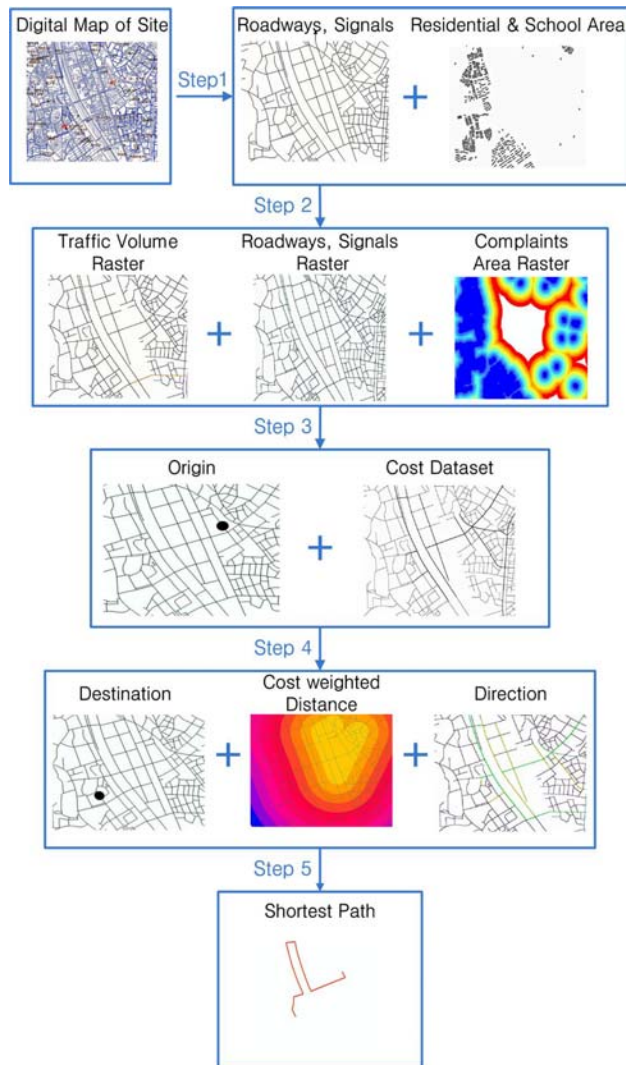 Digital Map of Site
Roadways, Signals
Residential & School Area
Step1
+
Step 2
Traffic Volume
Raster
Roadways, Signals
Raster
Complaints
Area Raster
+
+
Step 3
Origin
Cost Dataset
+
Step 4
Destination
Cost weighted
Distance
Direction
+
+
Step 5
Shortest Path